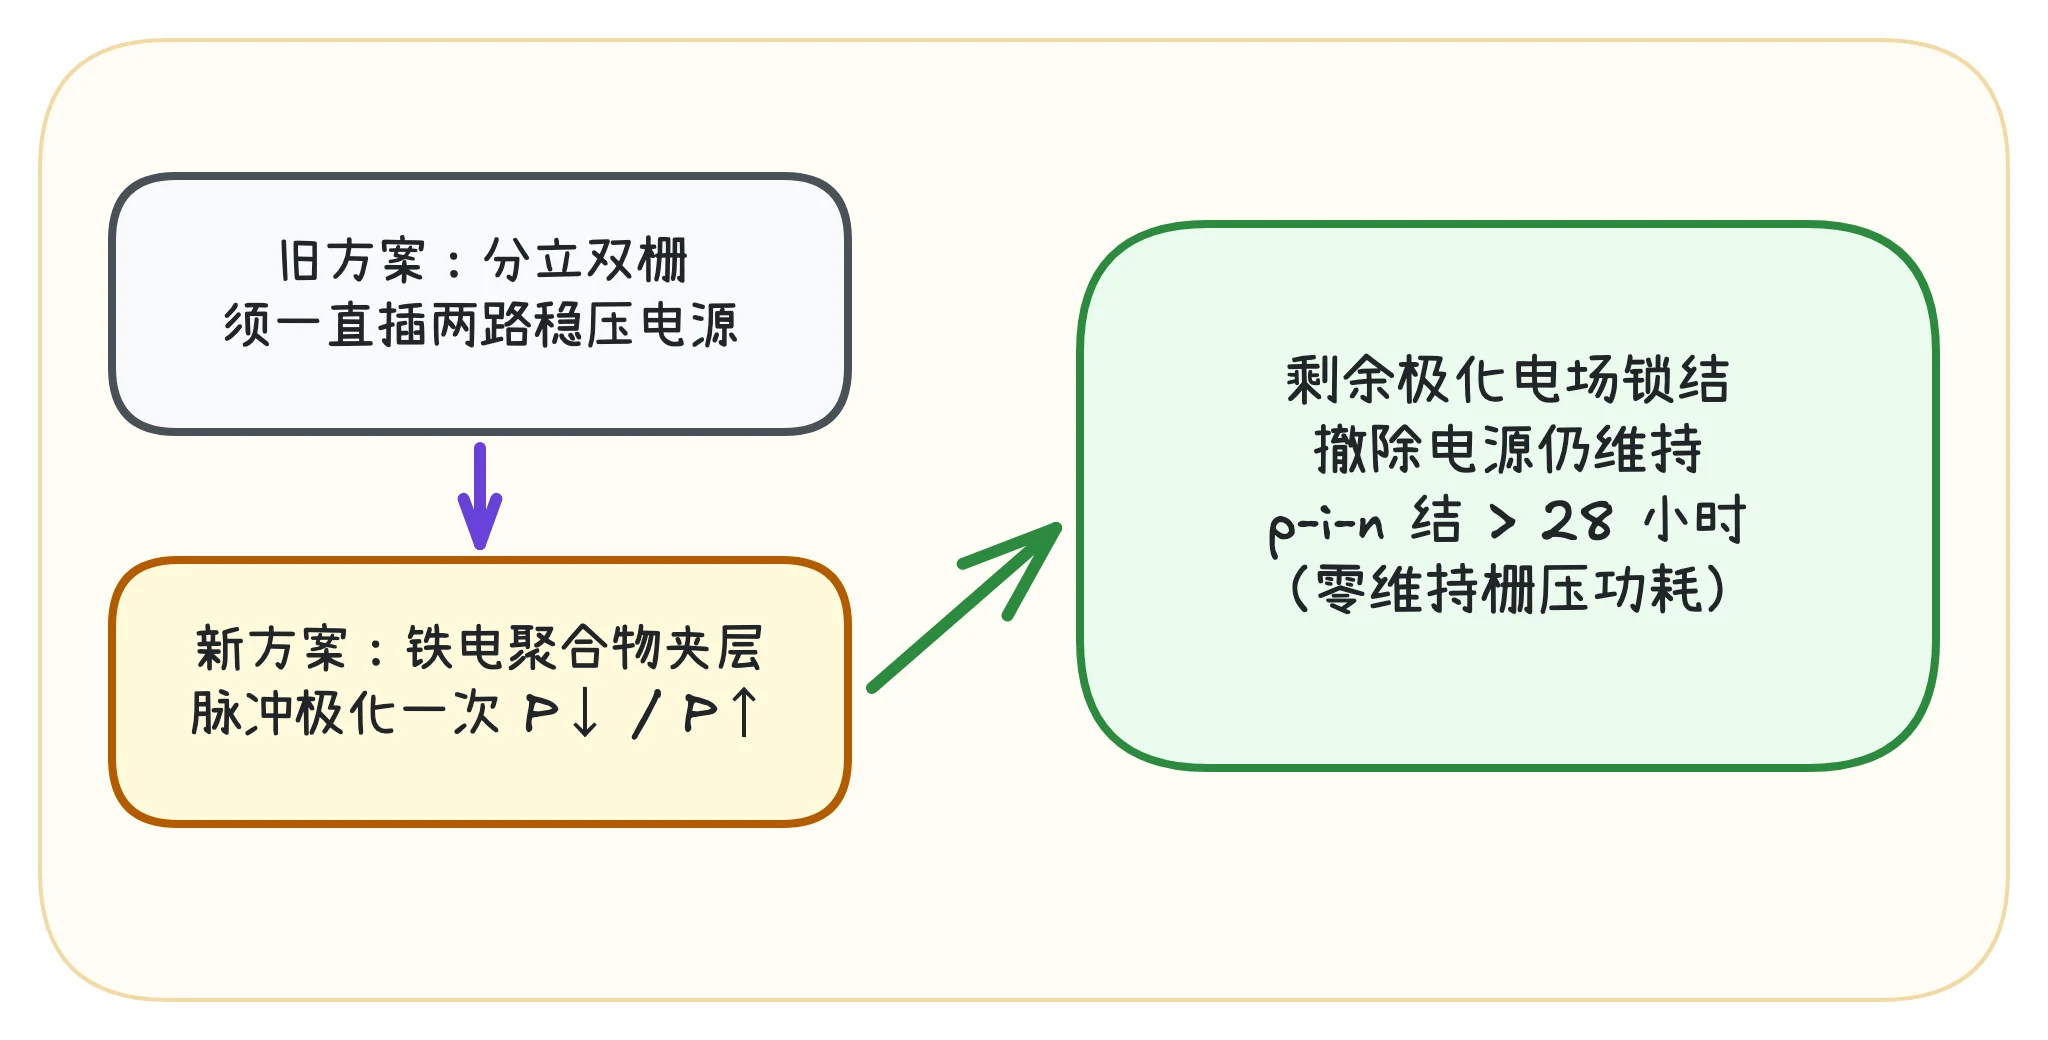 旧方案：分立双栅
须一直插两路稳压电源
新方案：铁电聚合物夹层
脉冲极化一次 P↓ / P↑
剩余极化电场锁结
撤除电源仍维持
p-i-n 结 > 28 小时
（零维持栅压功耗）